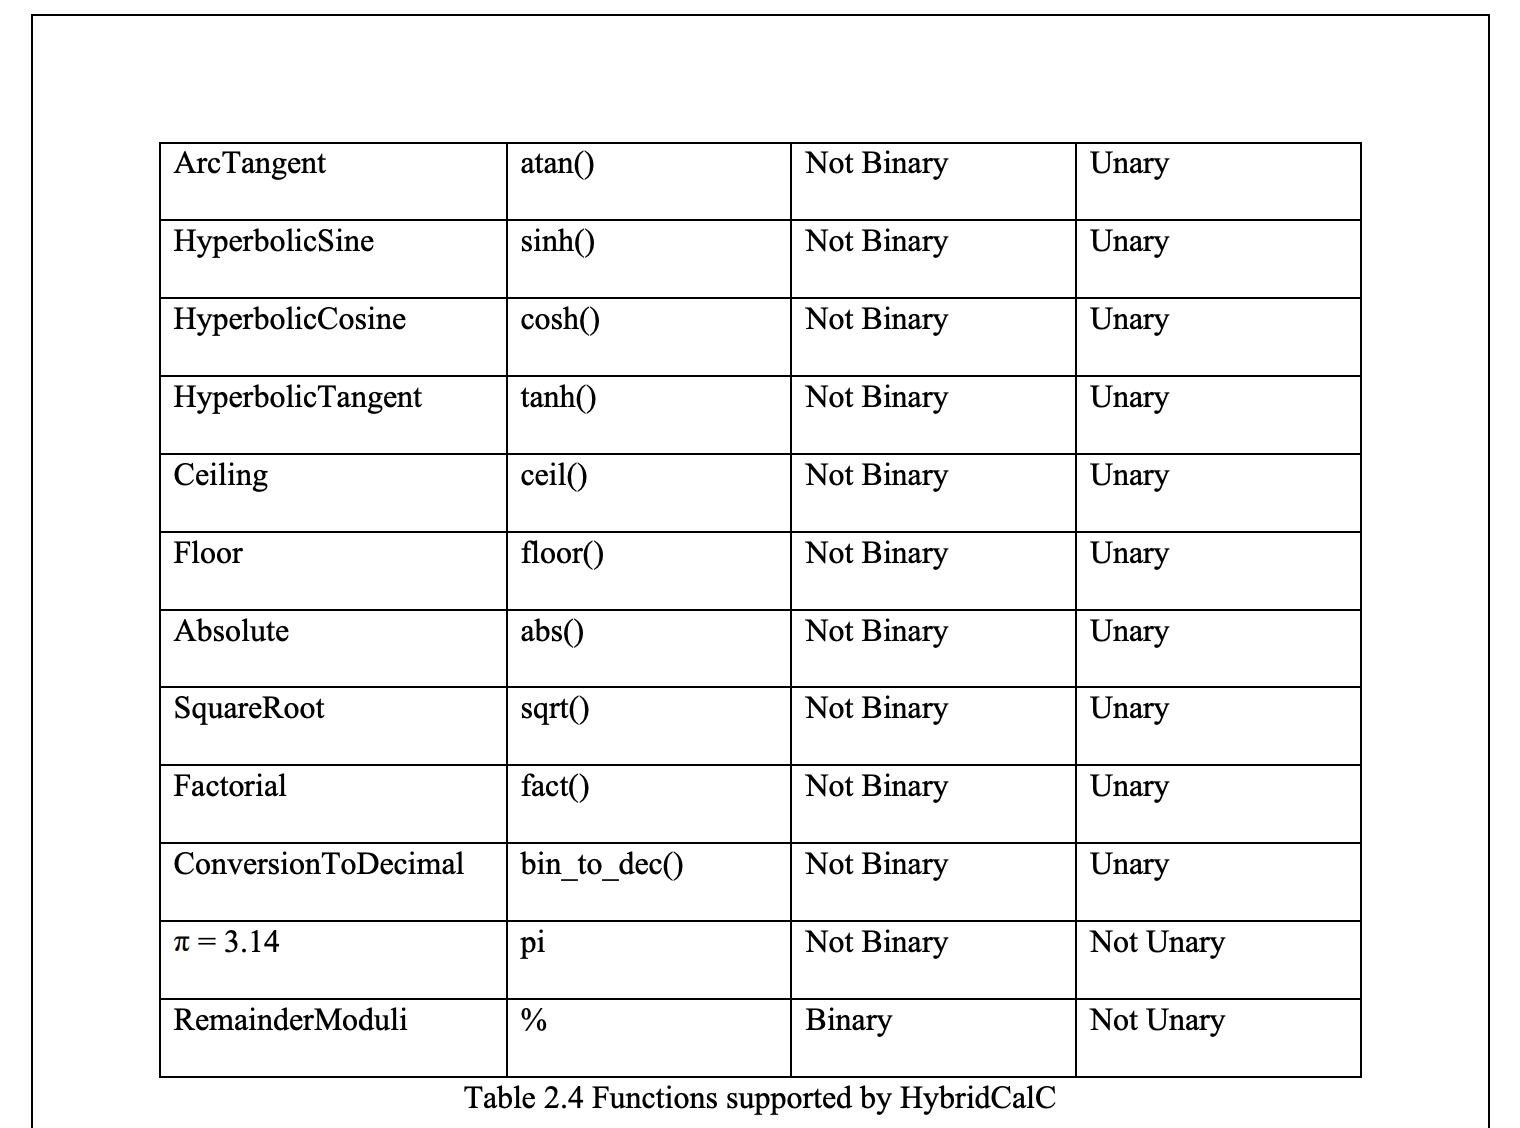 ArcTangent atan() Not Binary Unary
HyperbolicSine sinh() Not Binary Unary
HyperbolicCosine cosh() Not Binary Unary
HyperbolicTangent tanh() Not Binary Unary
Ceiling ceil() Not Binary Unary
Floor floor() Not Binary Unary
Absolute abs() Not Binary Unary
SquareRoot sqrt() Not Binary Unary
Factorial fact() Not Binary Unary
ConversionToDecimal bin_to_dec() Not Binary Unary
π = 3.14 pi Not Binary Not Unary
RemainderModuli % Binary Not Unary
Table 2.4 Functions supported by HybridCalC